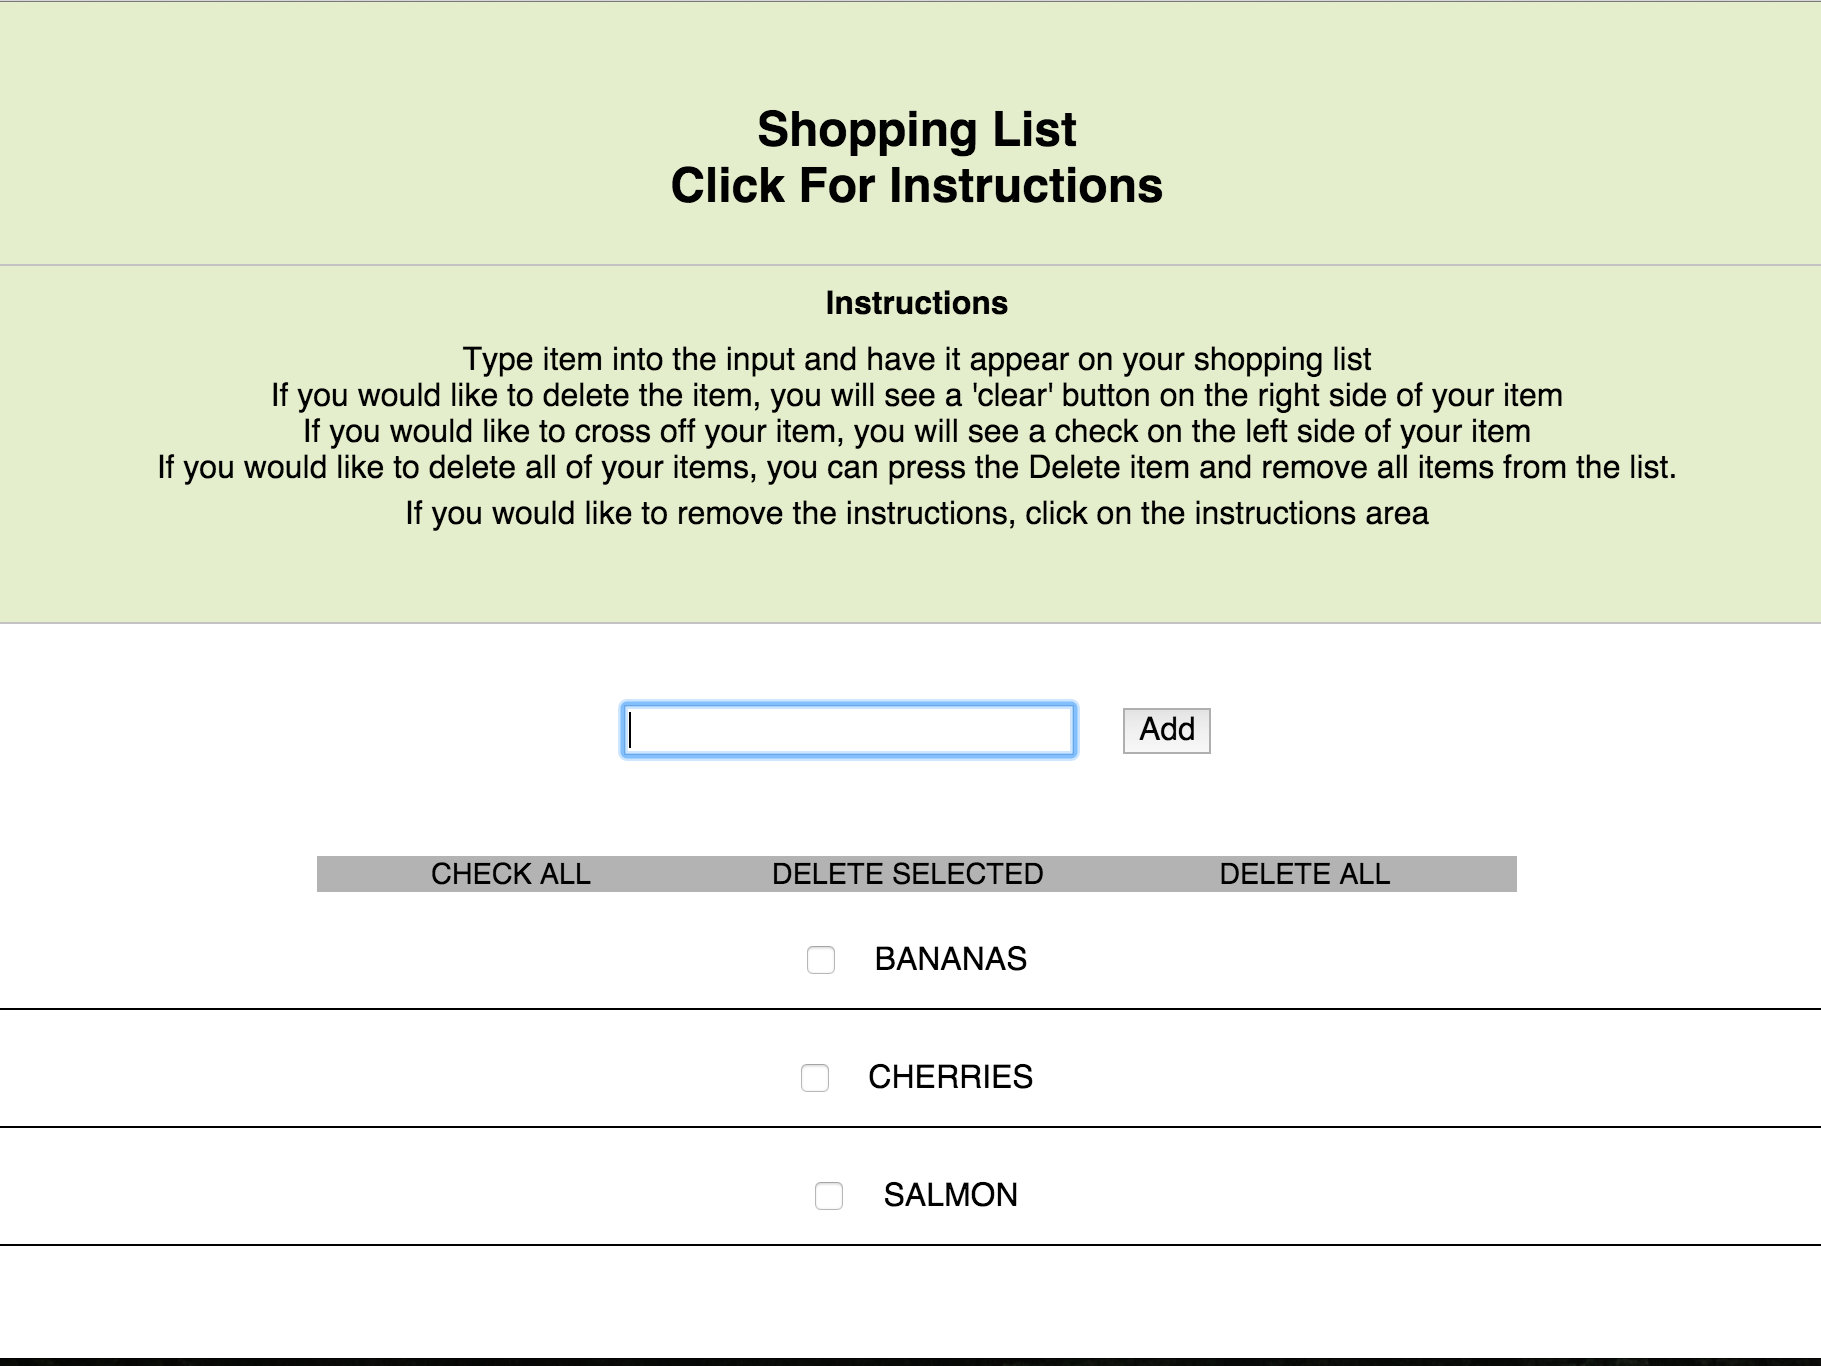 Shopping List
Click For Instructions
Instructions
Type item into the input and have it appear on your shopping list
If you would like to delete the item, you will see a 'clear' button on the right side of your item
If you would like to cross off your item, you will see a check on the left side of your item
If you would like to delete all of your items, you can press the Delete item and remove all items from the list.
If you would like to remove the instructions, click on the instructions area
Add
CHECK ALL DELETE SELECTED DELETE ALL
BANANAS
CHERRIES
SALMON